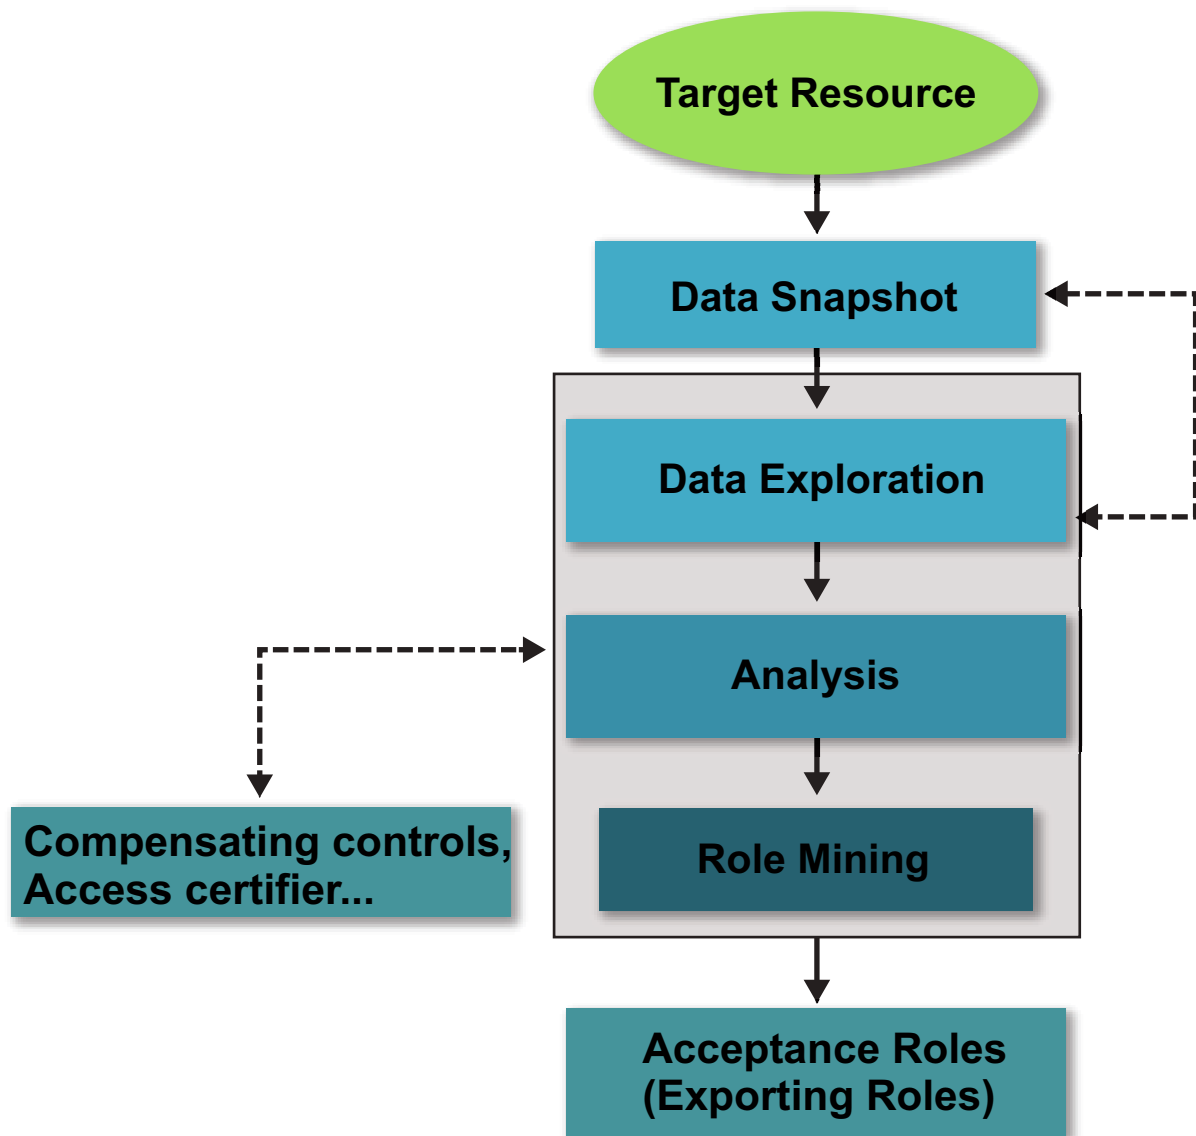 Target Resource
Data Snapshot
Data Exploration
Analysis
Role Mining
Compensating controls,
Access certifier...
Acceptance Roles
(Exporting Roles)